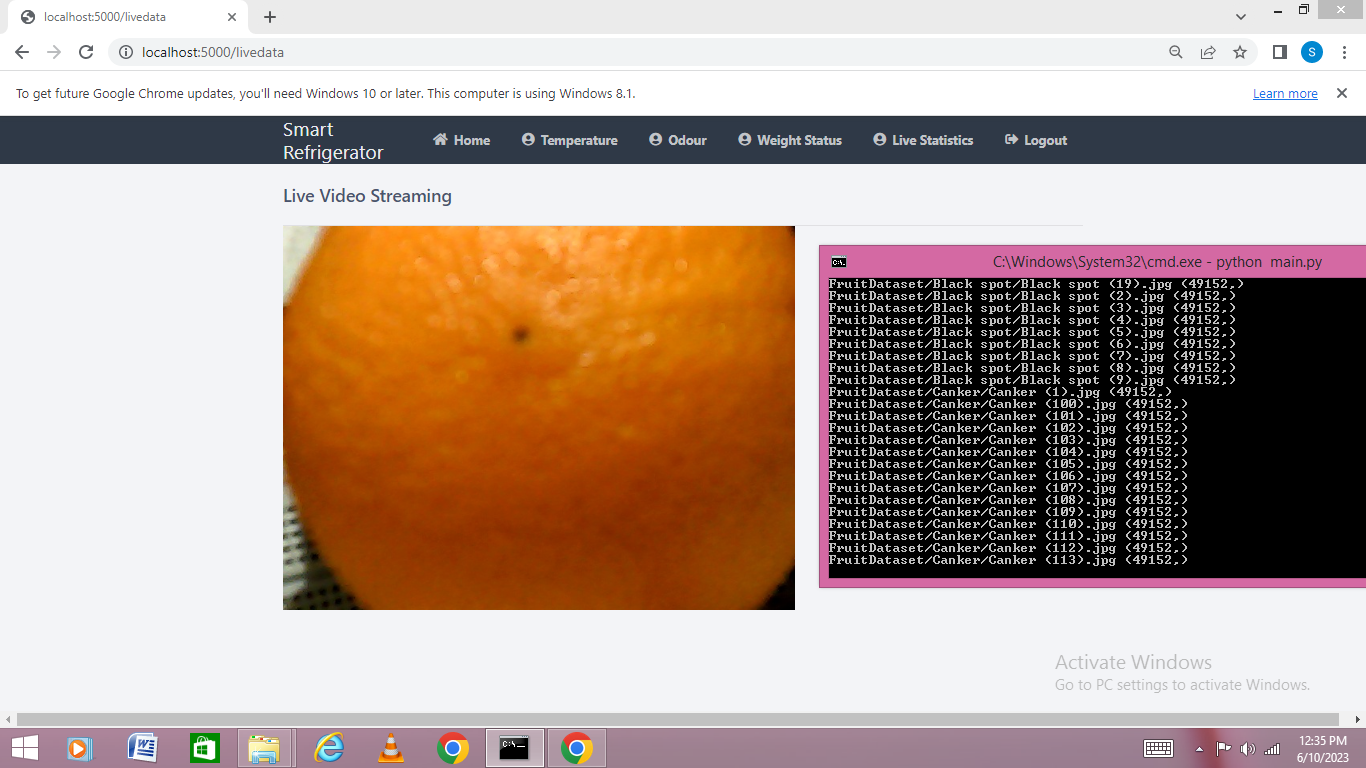 localhost:5000/livedata
localhost:5000/livedata
S
To get future Google Chrome updates, you'll need Windows 10 or later. This computer is using Windows 8.1.
Learn more
Smart
Refrigerator
Home
Temperature
Odour
Weight Status
Live Statistics
Logout
Live Video Streaming
C:\Windows\System32\cmd.exe - python  main.py
FruitDataset/Black spot/Black spot (19).jpg (49152,)
FruitDataset/Black spot/Black spot (2).jpg (49152,)
FruitDataset/Black spot/Black spot (3).jpg (49152,)
FruitDataset/Black spot/Black spot (4).jpg (49152,)
FruitDataset/Black spot/Black spot (5).jpg (49152,)
FruitDataset/Black spot/Black spot (6).jpg (49152,)
FruitDataset/Black spot/Black spot (7).jpg (49152,)
FruitDataset/Black spot/Black spot (8).jpg (49152,)
FruitDataset/Black spot/Black spot (9).jpg (49152,)
FruitDataset/Canker/Canker (1).jpg (49152,)
FruitDataset/Canker/Canker (100).jpg (49152,)
FruitDataset/Canker/Canker (101).jpg (49152,)
FruitDataset/Canker/Canker (102).jpg (49152,)
FruitDataset/Canker/Canker (103).jpg (49152,)
FruitDataset/Canker/Canker (104).jpg (49152,)
FruitDataset/Canker/Canker (105).jpg (49152,)
FruitDataset/Canker/Canker (106).jpg (49152,)
FruitDataset/Canker/Canker (107).jpg (49152,)
FruitDataset/Canker/Canker (108).jpg (49152,)
FruitDataset/Canker/Canker (109).jpg (49152,)
FruitDataset/Canker/Canker (110).jpg (49152,)
FruitDataset/Canker/Canker (111).jpg (49152,)
FruitDataset/Canker/Canker (112).jpg (49152,)
FruitDataset/Canker/Canker (113).jpg (49152,)
Activate Windows
Go to PC settings to activate Windows.
12:35 PM
6/10/2023